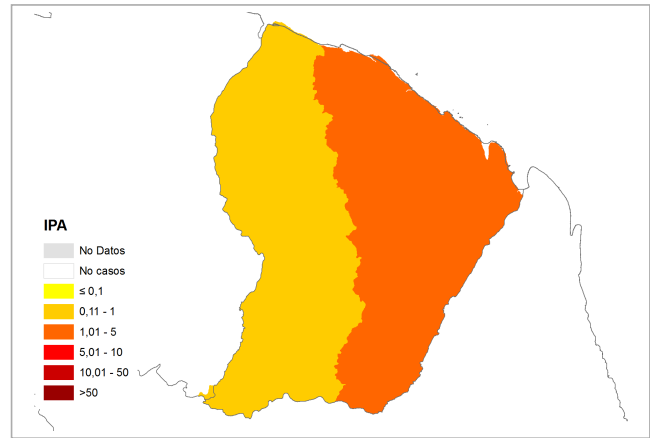 IPA
No Datos
No casos
≤ 0,1
0,11 - 1
1,01 - 5
5,01 - 10
10,01 - 50
>50